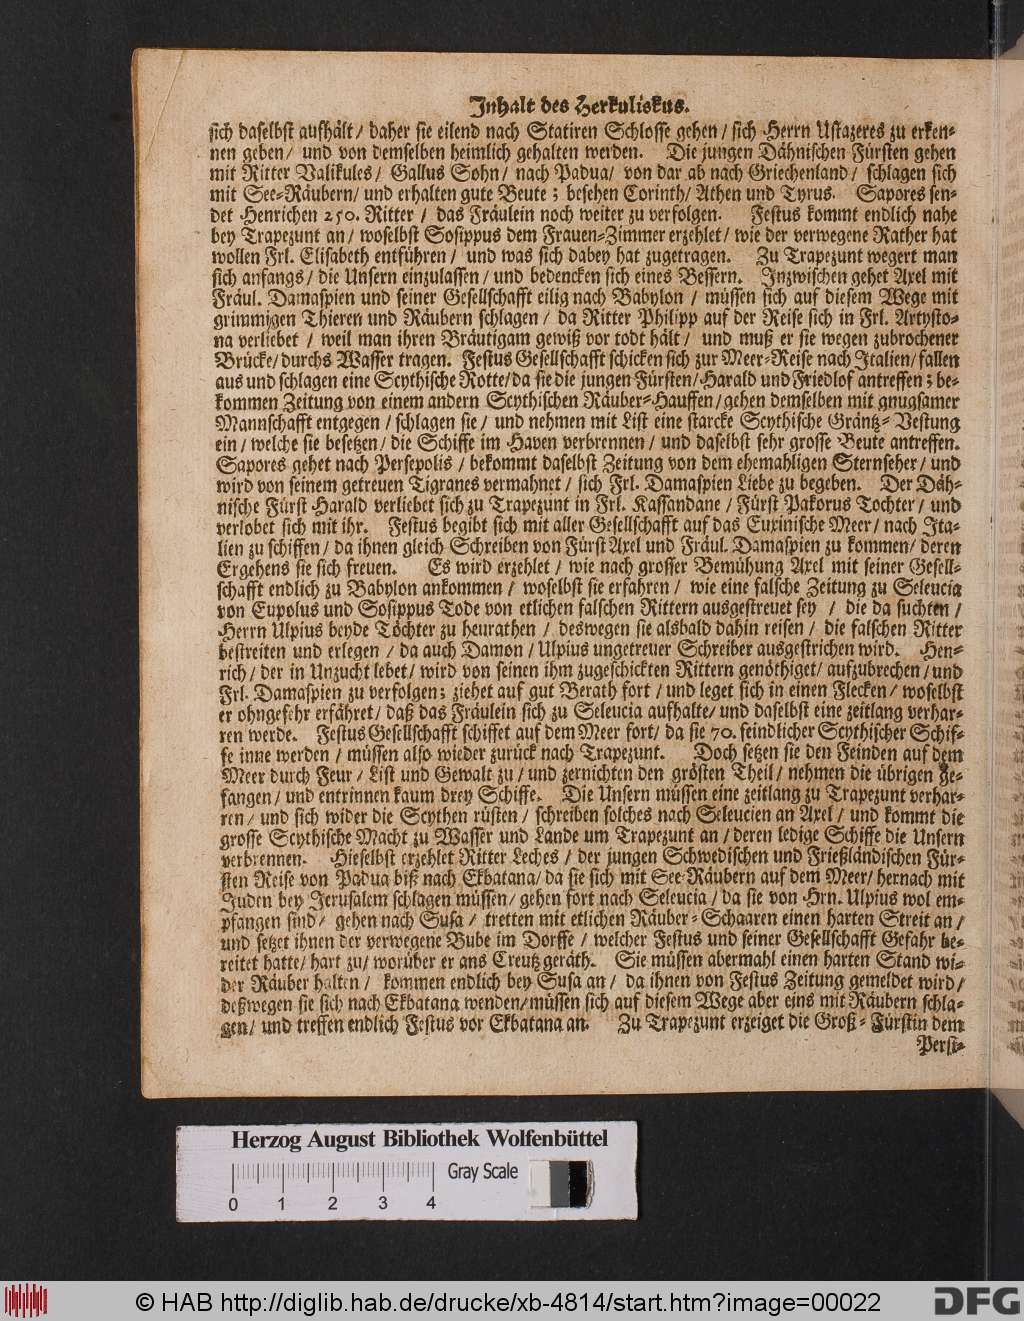 Inhalt des Herkuliskus.
sich daselbst aufhält / daher sie eilend nach Statiren Schlosse gehen / sich Herrn Ustazeres zu erken-
nen geben / und von demselben heimlich gehalten werden. Die jungen Dähnischen Fürsten gehen
mit Ritter Valikules / Gallus Sohn / nach Padua / von dar ab nach Griechenland / schlagen sich
mit See-Räubern / und erhalten gute Beute ; besehen Corinth / Athen und Tyrus. Sapores sen-
det Henrichen 250. Ritter / das Fräulein noch weiter zu verfolgen. Festus kommt endlich nahe
bey Trapezunt an / woselbst Sosippus dem Frauen-Zimmer erzehlet / wie der verwegene Rather hat
wollen Frl. Elisabeth entführen / und was sich dabey hat zugetragen. Zu Trapezunt wegert man
sich anfangs / die Unsern einzulassen / und bedencken sich eines Bessern. Inzwischen gehet Axel mit
Fräul. Damaspien und seiner Gesellschafft eilig nach Babylon / müssen sich auf diesem Wege mit
grimmigen Thieren und Räubern schlagen / da Ritter Philipp auf der Reise sich in Frl. Artysto-
na verliebet / weil man ihren Bräutigam gewiß vor todt hält / und muß er sie wegen zubrochener
Brücke / durchs Wasser tragen. Festus Gesellschafft schicken sich zur Meer-Reise nach Italien / fallen
aus und schlagen eine Scythische Rotte / da sie die jungen Fürsten / Harald und Friedlof antreffen ; be-
kommen Zeitung von einem andern Scythischen Räuber-Hauffen / gehen demselben mit gnugsamer
Mannschafft entgegen / schlagen sie / und nehmen mit List eine starcke Scythische Gräntz-Vestung
ein / welche sie besetzen / die Schiffe im Haven verbrennen / und daselbst sehr grosse Beute antreffen.
Sapores gehet nach Persepolis / bekommt daselbst Zeitung von dem ehemahligen Sternseher / und
wird von seinem getreuen Tigranes vermahnet / sich Frl. Damaspien Liebe zu begeben. Der Däh-
nische Fürst Harald verliebet sich zu Trapezunt in Frl. Kassandane / Fürst Pakorus Tochter / und
verlobet sich mit ihr. Festus begibt sich mit aller Gesellschafft auf das Euxinische Meer / nach Ita-
lien zu schiffen / da ihnen gleich Schreiben von Fürst Axel und Fräul. Damaspien zu kommen / deren
Ergehens sie sich freuen. Es wird erzehlet / wie nach grosser Bemühung Axel mit seiner Gesell-
schafft endlich zu Babylon ankommen / woselbst sie erfahren / wie eine falsche Zeitung zu Seleucia
von Eupolus und Sosippus Tode von etlichen falschen Rittern ausgestreuet sey / die da suchten /
Herrn Ulpius beyde Töchter zu heurathen / deswegen sie alsbald dahin reisen / die falschen Ritter
bestreiten und erlegen / da auch Damon / Ulpius ungetreuer Schreiber ausgestrichen wird. Hen-
rich / der in Unzucht lebet / wird von seinen ihm zugeschickten Rittern genöthiget / aufzubrechen / und
Frl. Damaspien zu verfolgen ; ziehet auf gut Berath fort / und leget sich in einen Flecken / woselbst
er ohngefehr erfähret / daß das Fräulein sich zu Seleucia aufhalte / und daselbst eine zeitlang verhar-
ren werde. Festus Gesellschafft schiffet auf dem Meer fort / da sie 70. feindlicher Scythischer Schif-
fe inne werden / müssen also wieder zurück nach Trapezunt. Doch setzen sie den Feinden auf dem
Meer durch Feur / List und Gewalt zu / und zernichten den grösten Theil / nehmen die übrigen Ge-
fangen / und entrinnen kaum drey Schiffe. Die Unsern müssen eine zeitlang zu Trapezunt verhar-
ren / und sich wider die Scythen rüsten / schreiben solches nach Seleucien an Axel / und kommt die
grosse Scythische Macht zu Wasser und Lande um Trapezunt an / deren ledige Schiffe die Unsern
verbrennen. Hieselbst erzehlet Ritter Leches / der jungen Schwedischen und Frießländischen Für-
sten Reise von Padua biß nach Ekbatana / da sie sich mit See-Räubern auf dem Meer / hernach mit
Juden bey Jerusalem schlagen müssen / gehen fort nach Seleucia / da sie von Hrn. Ulpius wol em-
pfangen sind / gehen nach Susa / tretten mit etlichen Räuber-Schaaren einen harten Streit an /
und setzet ihnen der verwegene Bube im Dorffe / welcher Festus und seiner Gesellschafft Gefahr be-
reitet hatte / hart zu / worüber er ans Creutz geräth. Sie müssen abermahl einen harten Stand wi-
der Räuber halten / kommen endlich bey Susa an / da ihnen von Festus Zeitung gemeldet wird /
deßwegen sie sich nach Ekbatana wenden / müssen sich auf diesem Wege aber eins mit Räubern schla-
gen / und treffen endlich Festus vor Ekbatana an. Zu Trapezunt erzeiget die Groß-Fürstin dem
Persi-
Herzog August Bibliothek Wolfenbüttel
Gray Scale
0 1 2 3 4
© HAB http://diglib.hab.de/drucke/xb-4814/start.htm?image=00022
DFG